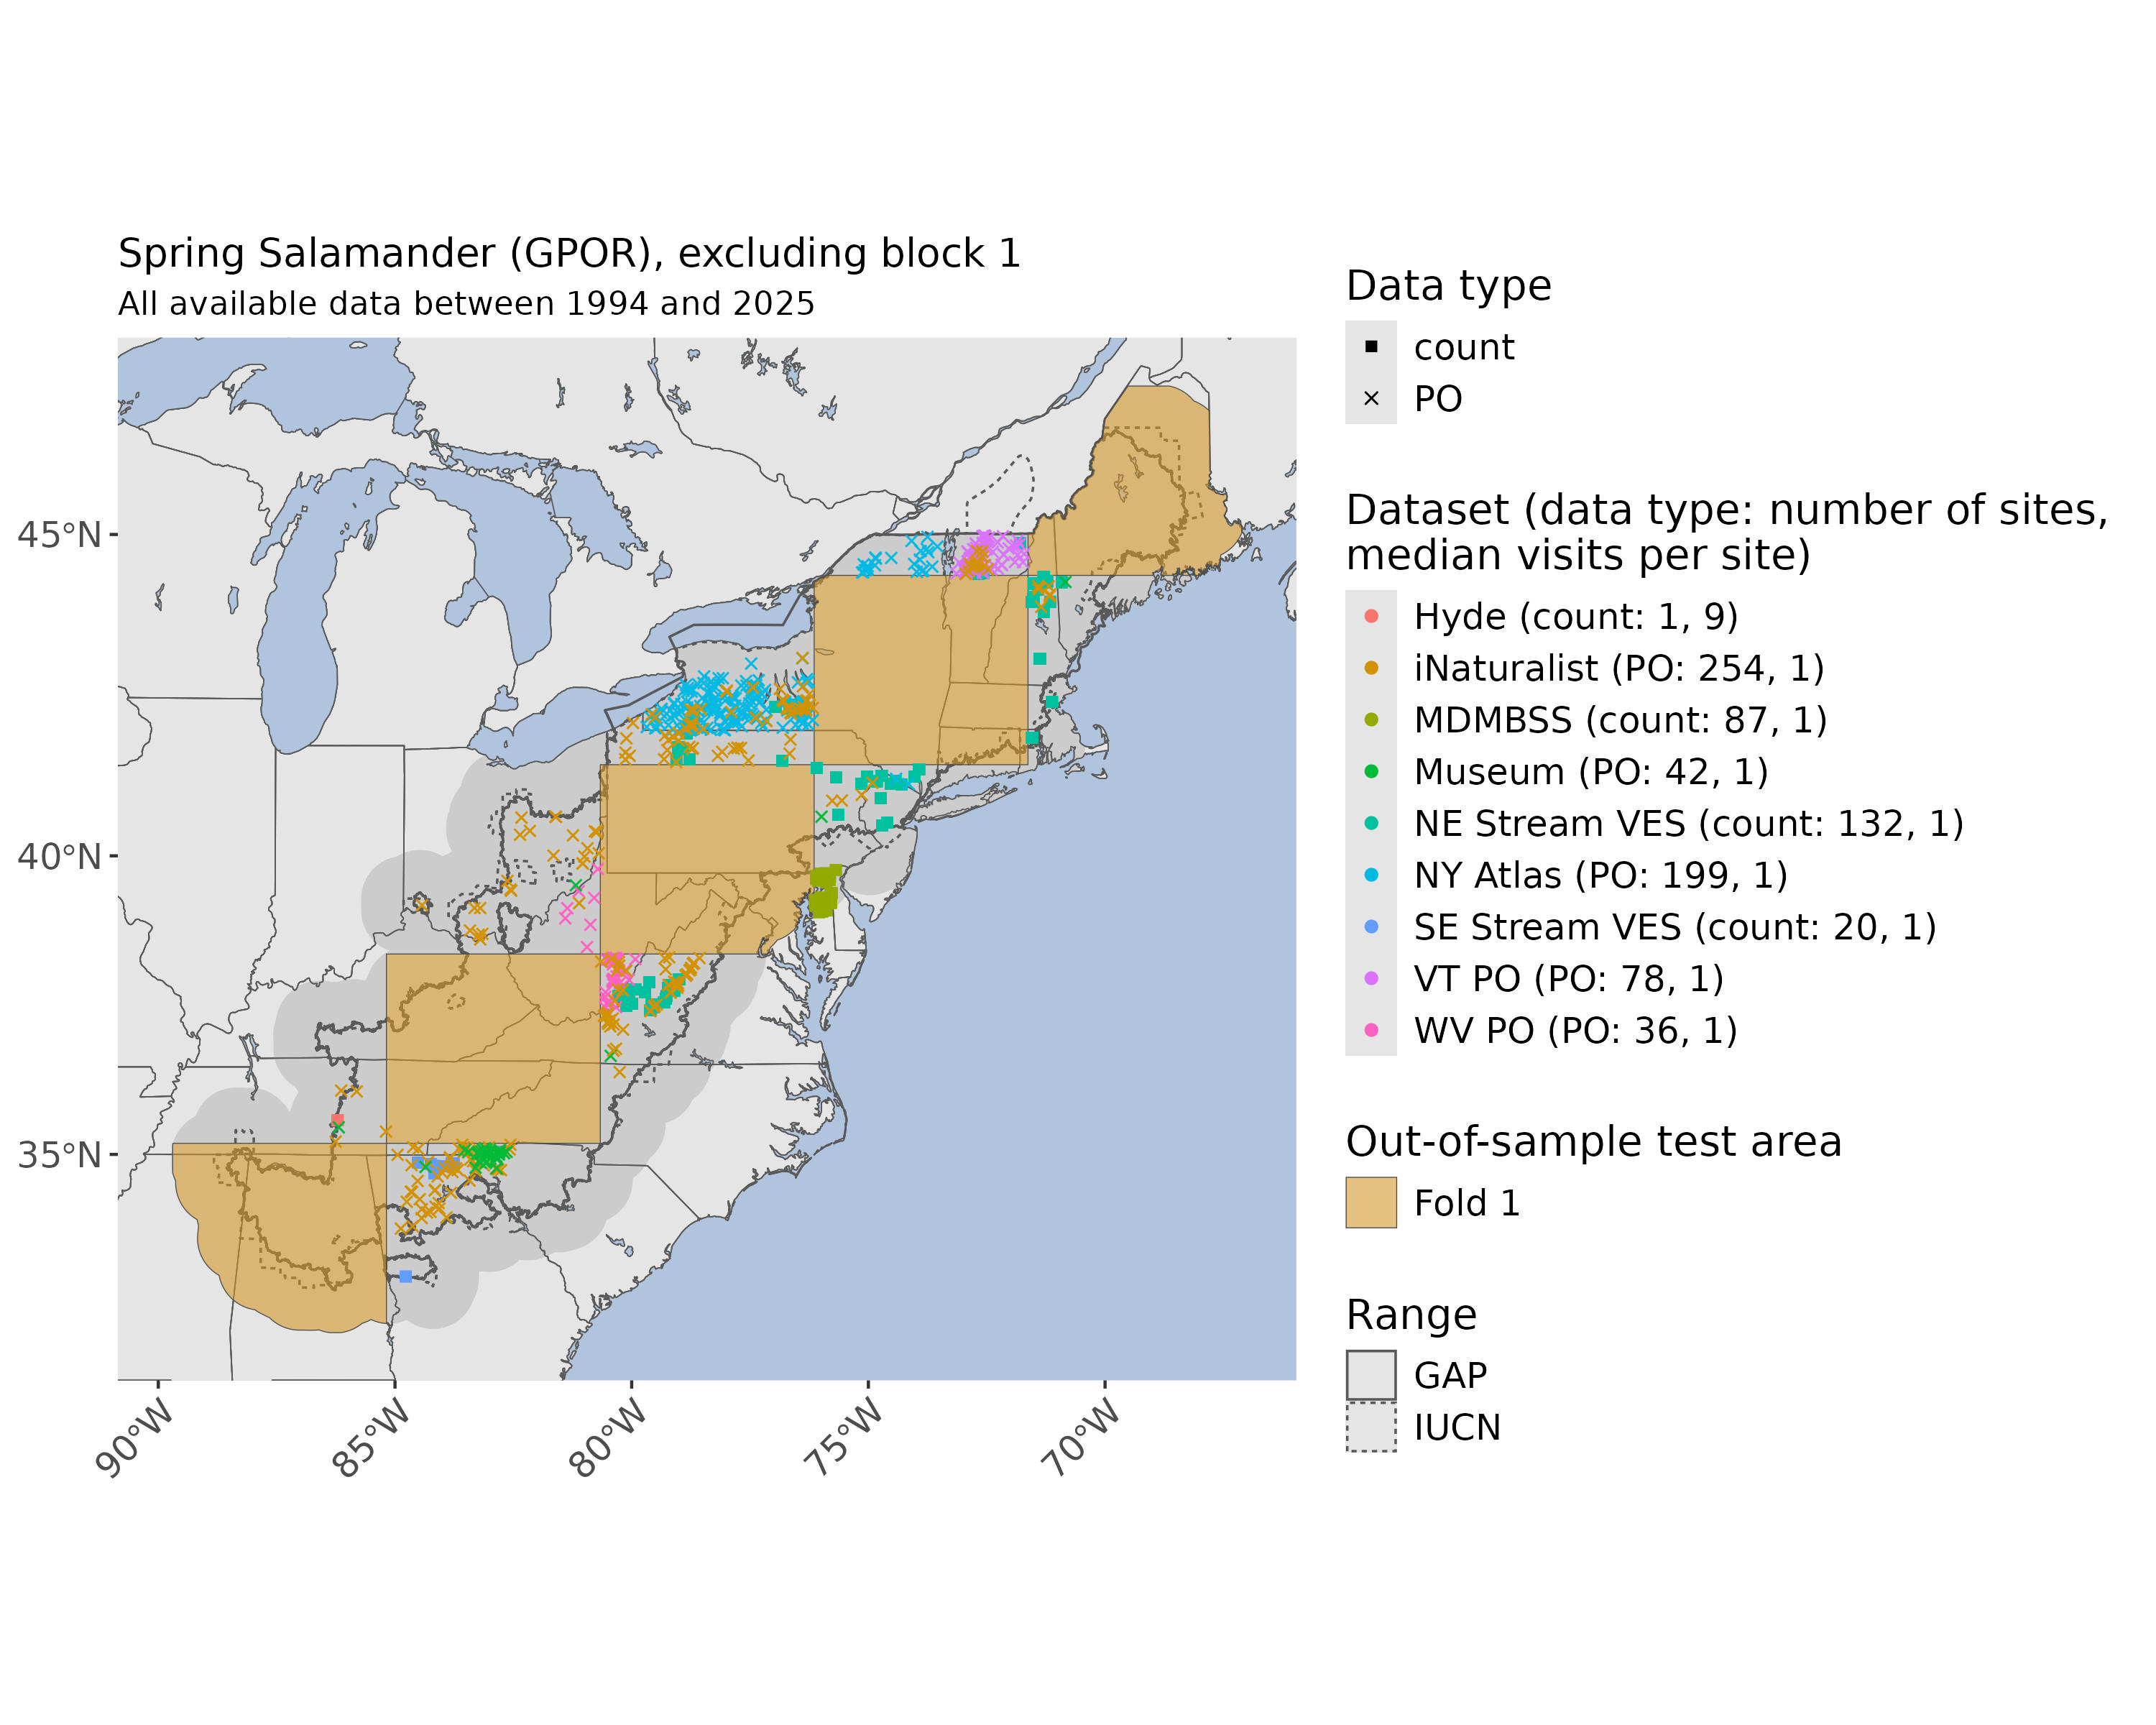 Spring Salamander (GPOR), excluding block 1
All available data between 1994 and 2025
45°N
40°N
35°N
90°W
85°W
80°W
75°W
70°W
Data type
count
PO
Dataset (data type: number of sites,
median visits per site)
Hyde (count: 1, 9)
iNaturalist (PO: 254, 1)
MDMBSS (count: 87, 1)
Museum (PO: 42, 1)
NE Stream VES (count: 132, 1)
NY Atlas (PO: 199, 1)
SE Stream VES (count: 20, 1)
VT PO (PO: 78, 1)
WV PO (PO: 36, 1)
Out-of-sample test area
Fold 1
Range
GAP
IUCN